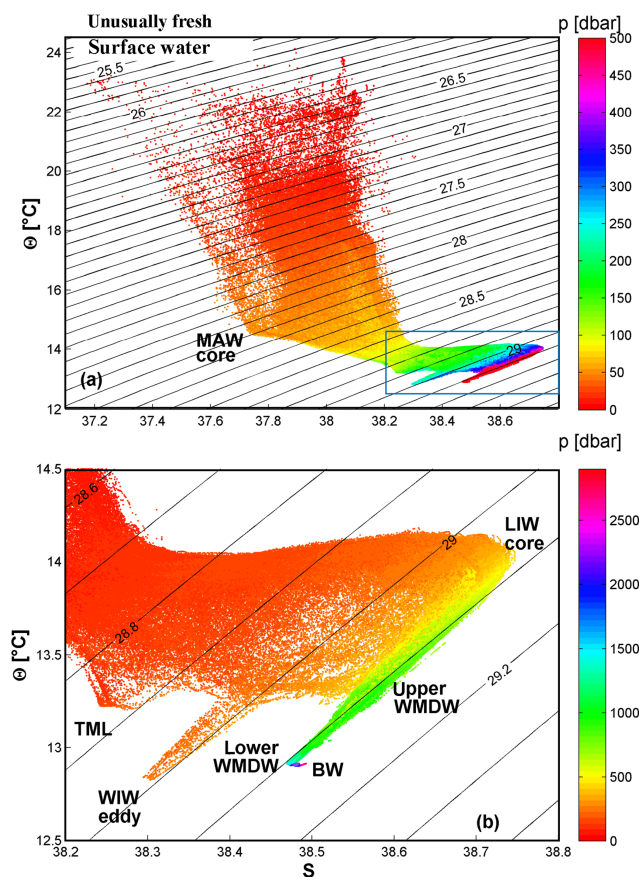 Unusually fresh
Surface water
p [dbar]
24
22
20
18
16
14
12
Θ [°C]
25.5
26
26.5
27
27.5
28
28.5
29
MAW
core
(a)
37.2
37.4
37.6
37.8
38
38.2
38.4
38.6
500
450
400
350
300
250
200
150
100
50
0
p [dbar]
14.5
14
13.5
13
12.5
Θ [°C]
28.6
28.8
29
29.2
LIW
core
TML
WIW
eddy
Lower
WMDW
BW
Upper
WMDW
(b)
38.2
38.3
38.4
38.5
38.6
38.7
38.8
S
2500
2000
1500
1000
500
0